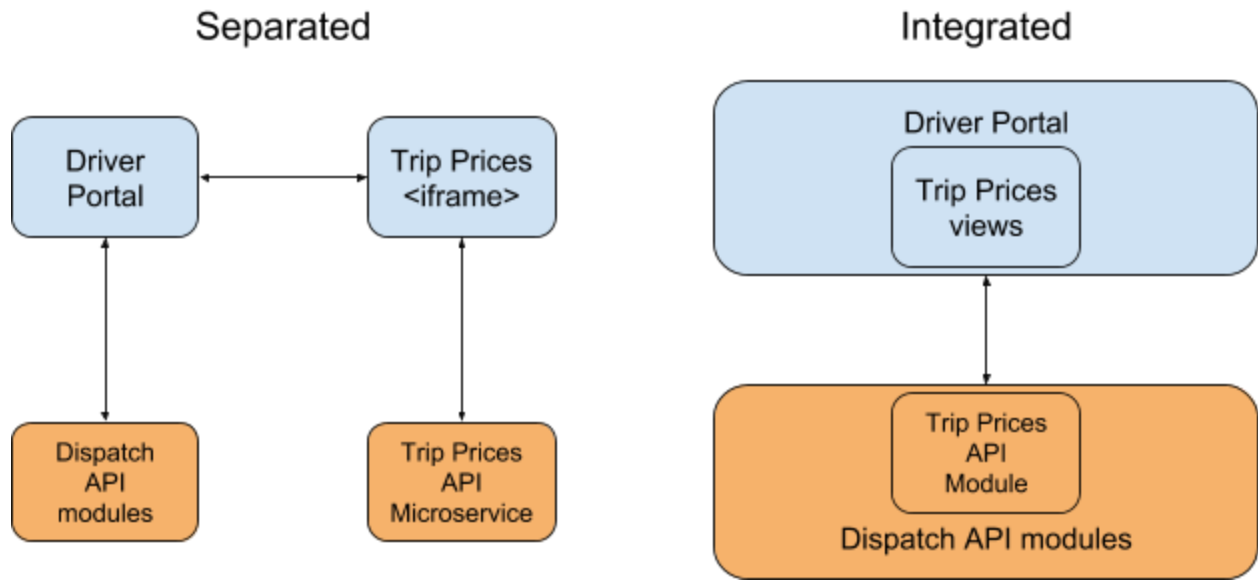 Separated
Driver
Portal
Trip Prices
<iframe>
Dispatch
API
modules
Trip Prices
API
Microservice
Integrated
Driver Portal
Trip Prices
views
Trip Prices
API
Module
Dispatch API modules